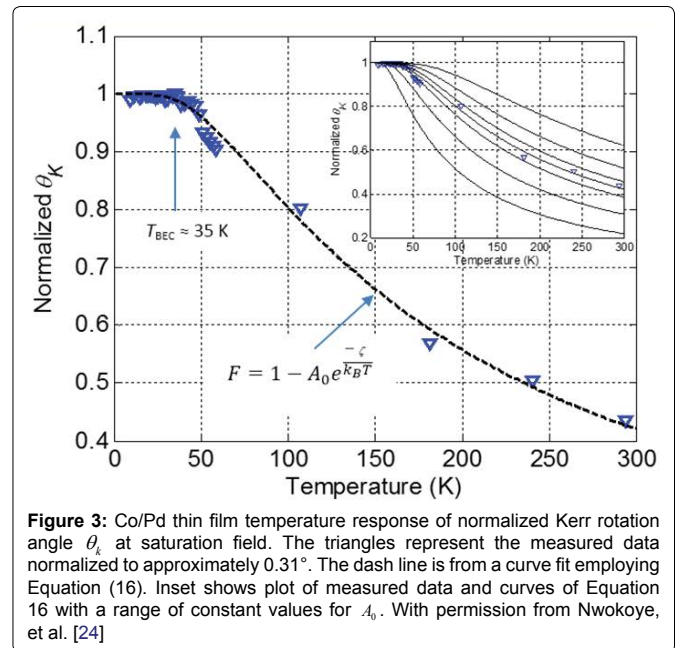 1.1
1
0.9
0.8
0.7
0.6
0.5
0.4
0 50 100 150 200 250 300
Normalized θK
Temperature (K)
TBEC ≈ 35 K
F = 1 − A₀e^(−ζ/kBT)
1
0.8
0.6
0.4
0.2
0 50 100 150 200 250 300
Normalized θK
Temperature (K)
Figure 3: Co/Pd thin film temperature response of normalized Kerr rotation
angle θk at saturation field. The triangles represent the measured data
normalized to approximately 0.31°. The dash line is from a curve fit employing
Equation (16). Inset shows plot of measured data and curves of Equation
16 with a range of constant values for A₀. With permission from Nwokoye,
et al. [24]